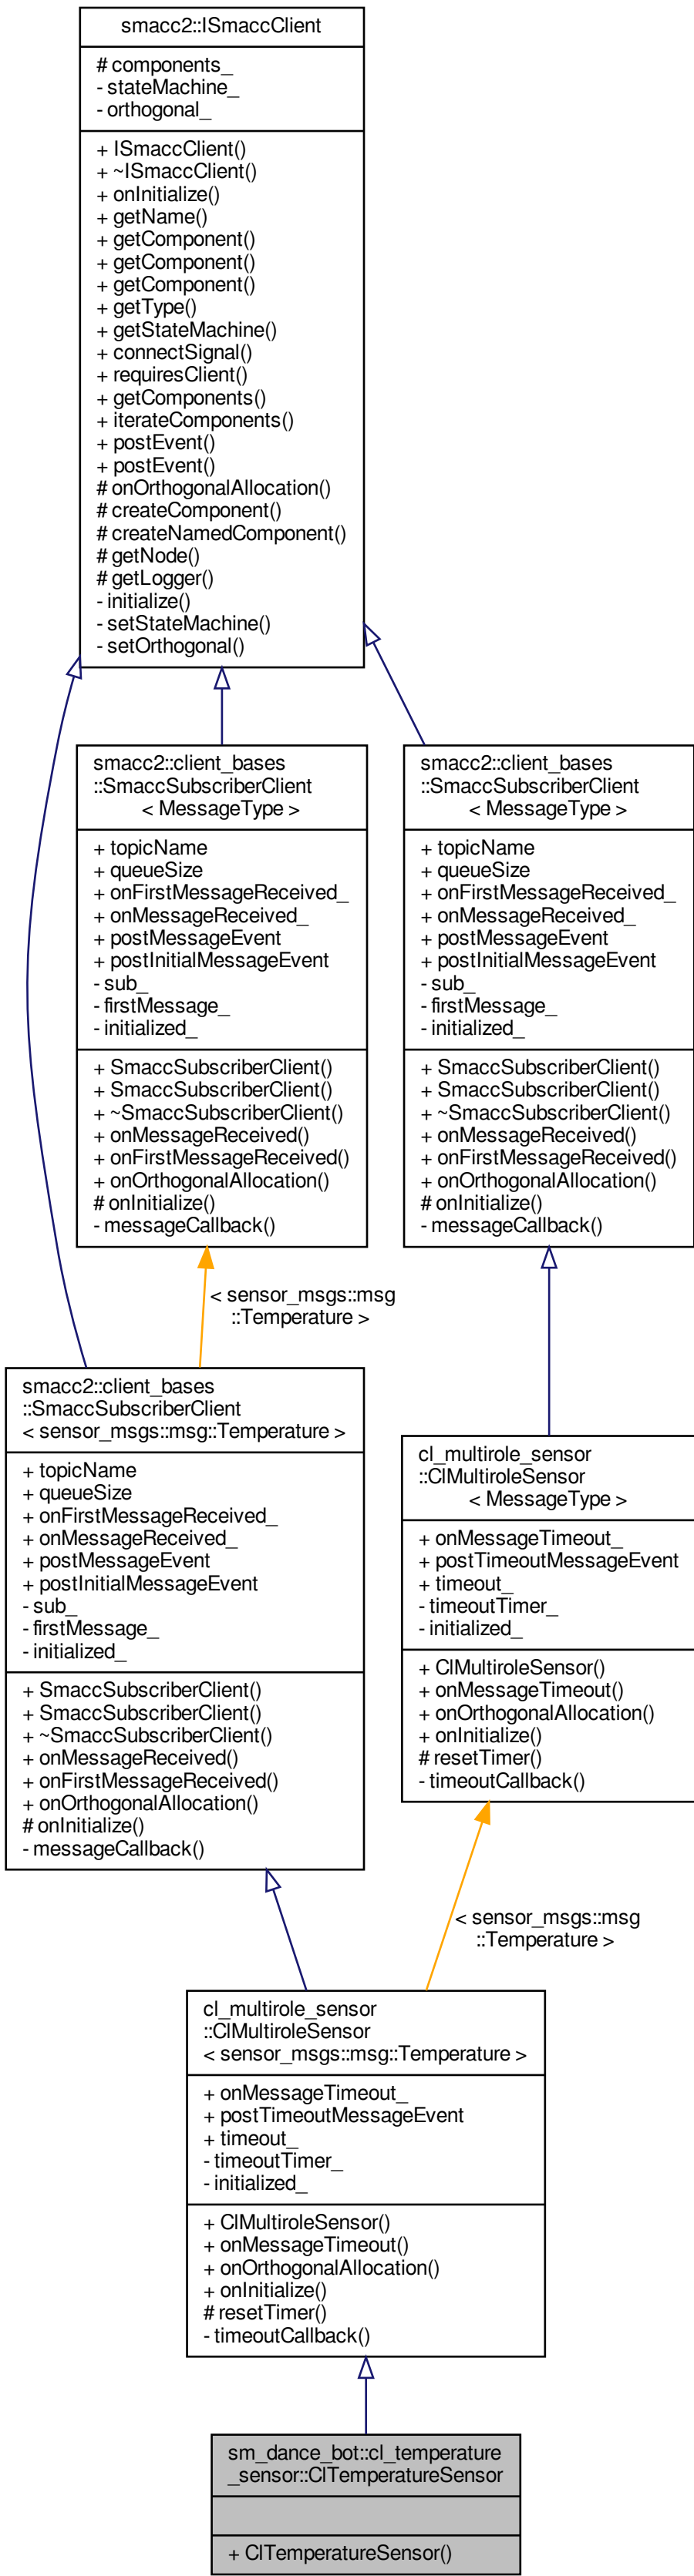 smacc2::ISmaccClient
# components_
- stateMachine_
- orthogonal_
+ ISmaccClient()
+ ~ISmaccClient()
+ onInitialize()
+ getName()
+ getComponent()
+ getComponent()
+ getComponent()
+ getType()
+ getStateMachine()
+ connectSignal()
+ requiresClient()
+ getComponents()
+ iterateComponents()
+ postEvent()
+ postEvent()
# onOrthogonalAllocation()
# createComponent()
# createNamedComponent()
# getNode()
# getLogger()
- initialize()
- setStateMachine()
- setOrthogonal()
smacc2::client_bases
::SmaccSubscriberClient
< MessageType >
+ topicName
+ queueSize
+ onFirstMessageReceived_
+ onMessageReceived_
+ postMessageEvent
+ postInitialMessageEvent
- sub_
- firstMessage_
- initialized_
+ SmaccSubscriberClient()
+ SmaccSubscriberClient()
+ ~SmaccSubscriberClient()
+ onMessageReceived()
+ onFirstMessageReceived()
+ onOrthogonalAllocation()
# onInitialize()
- messageCallback()
smacc2::client_bases
::SmaccSubscriberClient
< MessageType >
+ topicName
+ queueSize
+ onFirstMessageReceived_
+ onMessageReceived_
+ postMessageEvent
+ postInitialMessageEvent
- sub_
- firstMessage_
- initialized_
+ SmaccSubscriberClient()
+ SmaccSubscriberClient()
+ ~SmaccSubscriberClient()
+ onMessageReceived()
+ onFirstMessageReceived()
+ onOrthogonalAllocation()
# onInitialize()
- messageCallback()
< sensor_msgs::msg
::Temperature >
smacc2::client_bases
::SmaccSubscriberClient
< sensor_msgs::msg::Temperature >
+ topicName
+ queueSize
+ onFirstMessageReceived_
+ onMessageReceived_
+ postMessageEvent
+ postInitialMessageEvent
- sub_
- firstMessage_
- initialized_
+ SmaccSubscriberClient()
+ SmaccSubscriberClient()
+ ~SmaccSubscriberClient()
+ onMessageReceived()
+ onFirstMessageReceived()
+ onOrthogonalAllocation()
# onInitialize()
- messageCallback()
cl_multirole_sensor
::ClMultiroleSensor
< MessageType >
+ onMessageTimeout_
+ postTimeoutMessageEvent
+ timeout_
- timeoutTimer_
- initialized_
+ ClMultiroleSensor()
+ onMessageTimeout()
+ onOrthogonalAllocation()
+ onInitialize()
# resetTimer()
- timeoutCallback()
< sensor_msgs::msg
::Temperature >
cl_multirole_sensor
::ClMultiroleSensor
< sensor_msgs::msg::Temperature >
+ onMessageTimeout_
+ postTimeoutMessageEvent
+ timeout_
- timeoutTimer_
- initialized_
+ ClMultiroleSensor()
+ onMessageTimeout()
+ onOrthogonalAllocation()
+ onInitialize()
# resetTimer()
- timeoutCallback()
sm_dance_bot::cl_temperature
_sensor::ClTemperatureSensor
+ ClTemperatureSensor()